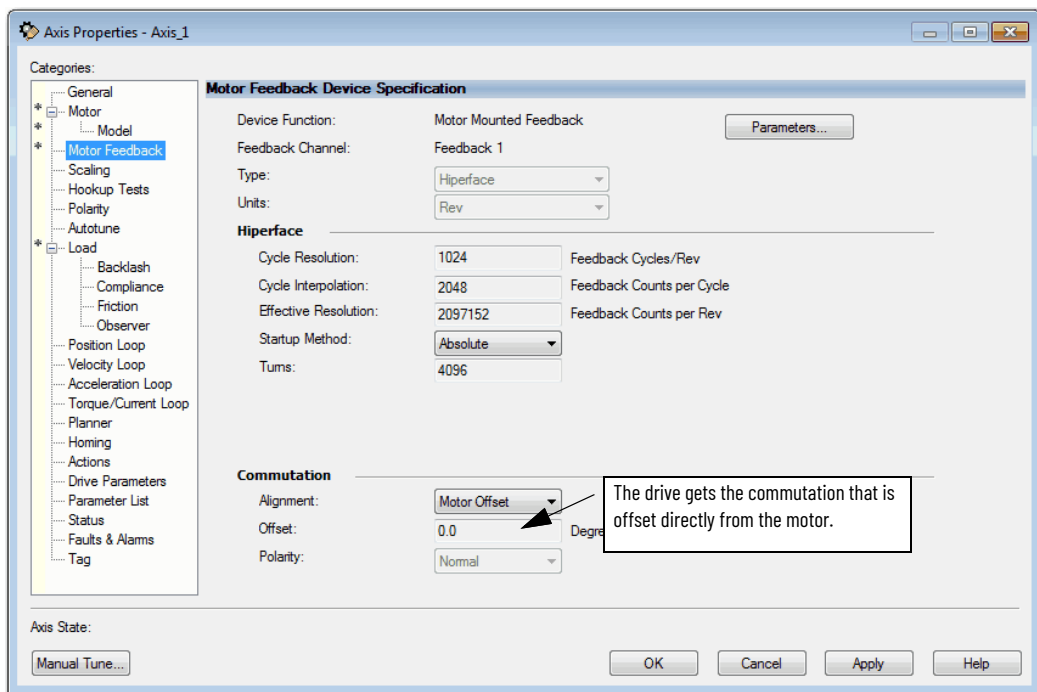 Axis Properties - Axis_1
Categories:
General
* Motor
* Model
* Motor Feedback
Scaling
Hookup Tests
Polarity
Autotune
* Load
Backlash
Compliance
Friction
Observer
Position Loop
Velocity Loop
Acceleration Loop
Torque/Current Loop
Planner
Homing
Actions
Drive Parameters
Parameter List
Status
Faults & Alarms
Tag
Motor Feedback Device Specification
Device Function: Motor Mounted Feedback Parameters...
Feedback Channel: Feedback 1
Type: Hiperface
Units: Rev
Hiperface
Cycle Resolution: 1024 Feedback Cycles/Rev
Cycle Interpolation: 2048 Feedback Counts per Cycle
Effective Resolution: 2097152 Feedback Counts per Rev
Startup Method: Absolute
Turns: 4096
Commutation
Alignment: Motor Offset
Offset: 0.0 Degre
Polarity: Normal
The drive gets the commutation that is
offset directly from the motor.
Axis State:
Manual Tune... OK Cancel Apply Help